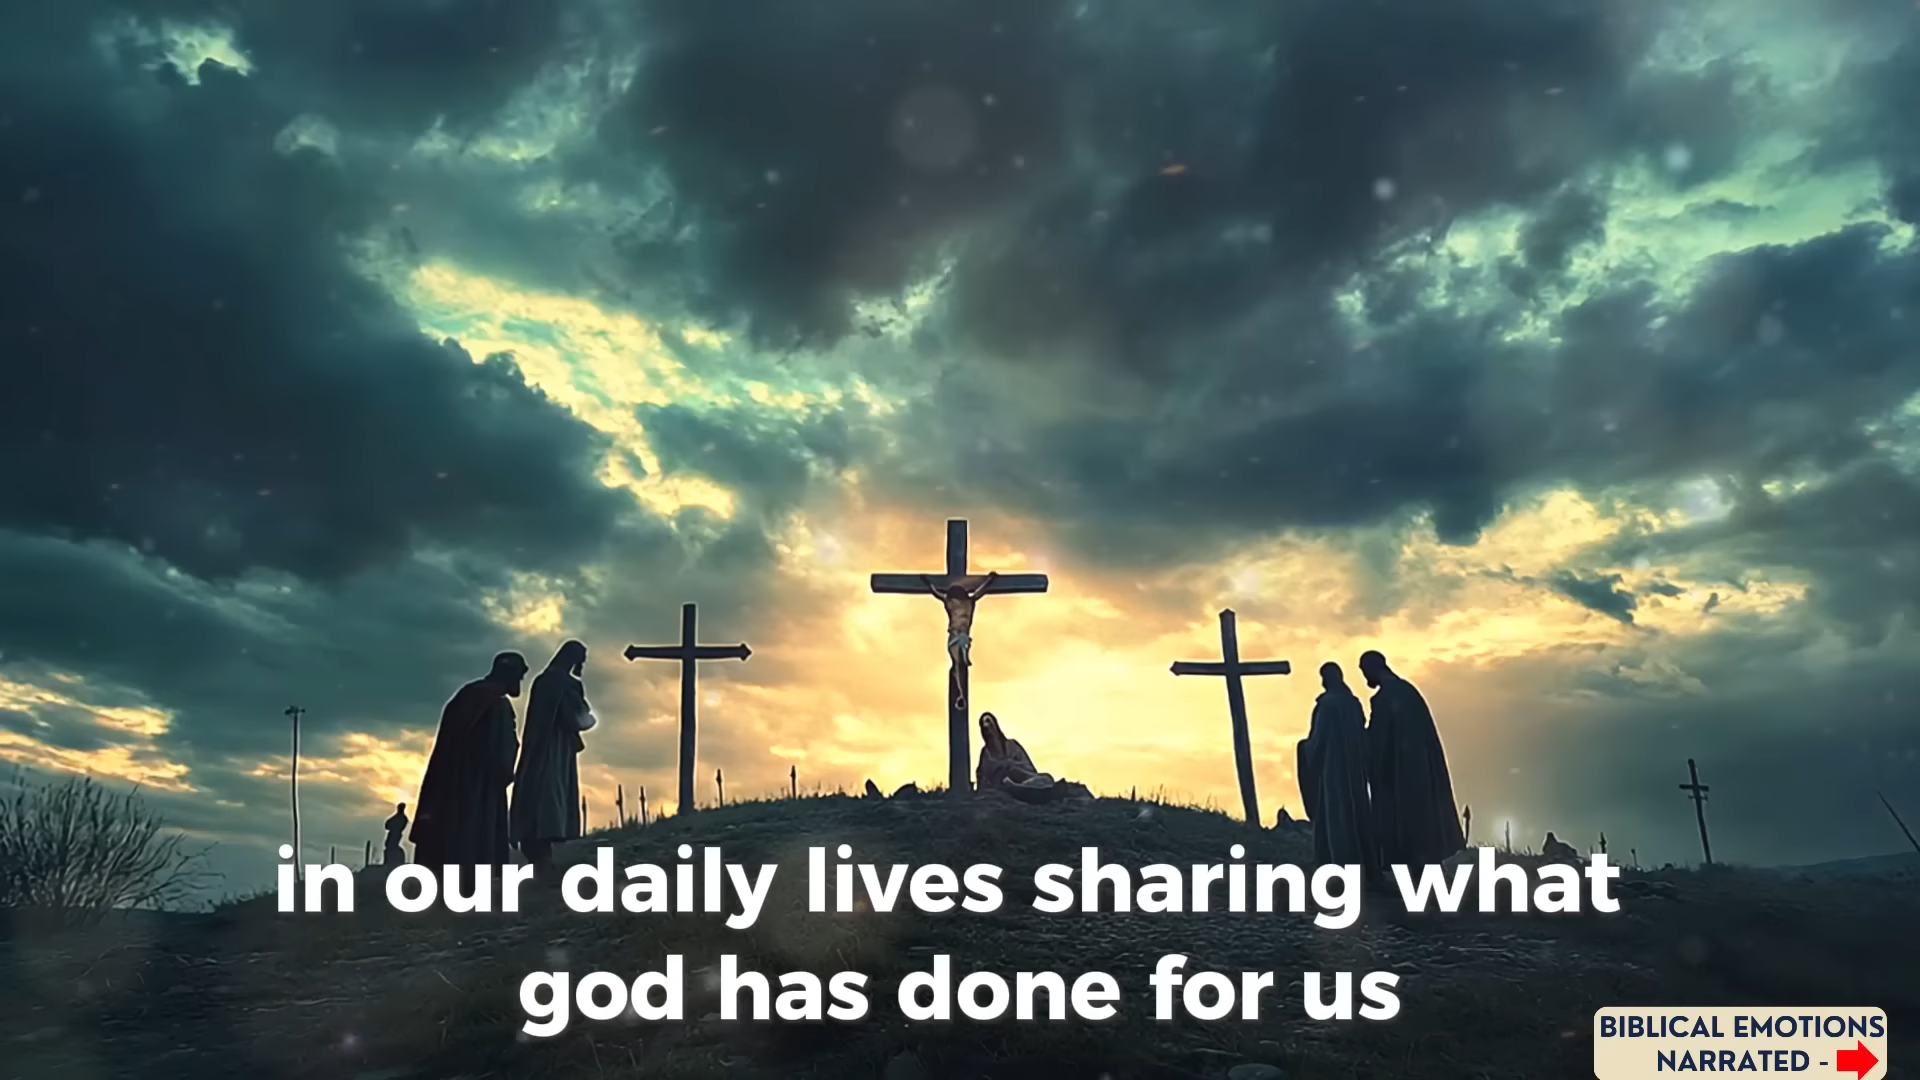 in our daily lives sharing what
god has done for us
BIBLICAL EMOTIONS
NARRATED -